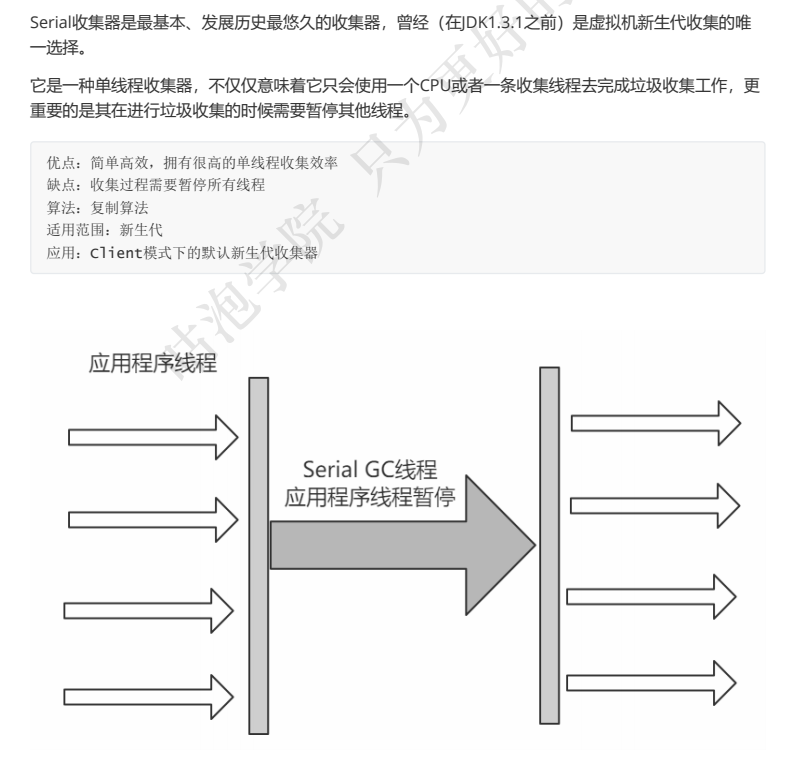 Serial收集器是最基本、发展历史最悠久的收集器，曾经（在JDK1.3.1之前）是虚拟机新生代收集的唯
一选择。
它是一种单线程收集器，不仅仅意味着它只会使用一个CPU或者一条收集线程去完成垃圾收集工作，更
重要的是其在进行垃圾收集的时候需要暂停其他线程。
优点：简单高效，拥有很高的单线程收集效率
缺点：收集过程需要暂停所有线程
算法：复制算法
适用范围：新生代
应用：Client模式下的默认新生代收集器
咕泡学院 只为更好的
应用程序线程
Serial GC线程
应用程序线程暂停